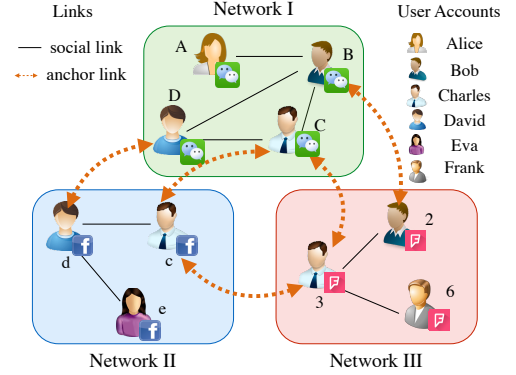 Links
Network I
User Accounts
social link
anchor link
A
B
D
C
Alice
Bob
Charles
David
Eva
Frank
d
f
c
f
e
f
2
3
6
Network II
Network III